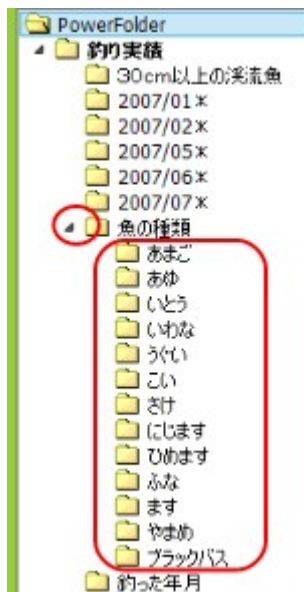 PowerFolder
釣り実績
30cm以上の渓流魚
2007/01*
2007/02*
2007/05*
2007/06*
2007/07*
魚の種類
あまご
あゆ
いとう
いわな
うぐい
こい
さけ
にじます
ひめます
ふな
ます
やまめ
ブラックバス
釣った年月